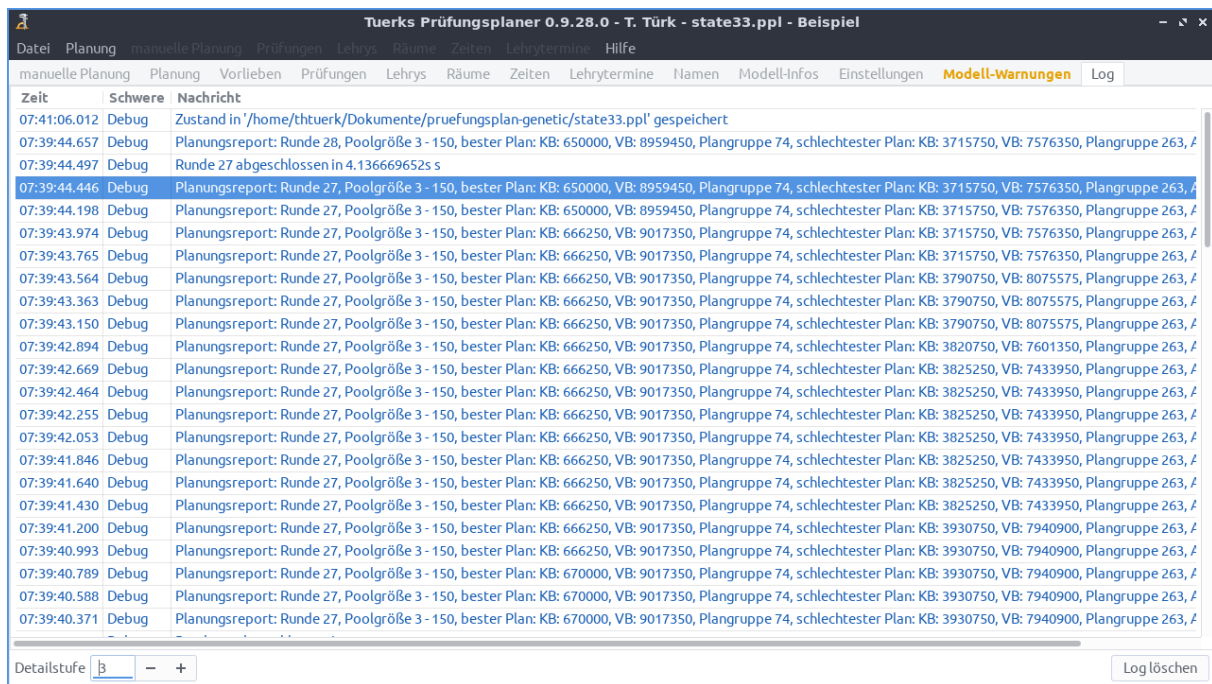 Tuerks Prüfungsplaner 0.9.28.0 - T. Türk - state33.ppl - Beispiel
Datei Planung manuelle Planung Prüfungen Lehrys Räume Zeiten Lehrytermine Hilfe
manuelle Planung Planung Vorlieben Prüfungen Lehrys Räume Zeiten Lehrytermine Namen Modell-Infos Einstellungen Modell-Warnungen Log
Zeit Schwere Nachricht
07:41:06.012 Debug Zustand in '/home/thtuerk/Dokumente/pruefungsplan-genetic/state33.ppl' gespeichert
07:39:44.657 Debug Planungsreport: Runde 28, Poolgröße 3 - 150, bester Plan: KB: 650000, VB: 8959450, Plangruppe 74, schlechtester Plan: KB: 3715750, VB: 7576350, Plangruppe 263,
07:39:44.497 Debug Runde 27 abgeschlossen in 4.136669652s s
07:39:44.446 Debug Planungsreport: Runde 27, Poolgröße 3 - 150, bester Plan: KB: 650000, VB: 8959450, Plangruppe 74, schlechtester Plan: KB: 3715750, VB: 7576350, Plangruppe 263,
07:39:44.198 Debug Planungsreport: Runde 27, Poolgröße 3 - 150, bester Plan: KB: 650000, VB: 8959450, Plangruppe 74, schlechtester Plan: KB: 3715750, VB: 7576350, Plangruppe 263,
07:39:43.974 Debug Planungsreport: Runde 27, Poolgröße 3 - 150, bester Plan: KB: 666250, VB: 9017350, Plangruppe 74, schlechtester Plan: KB: 3715750, VB: 7576350, Plangruppe 263,
07:39:43.765 Debug Planungsreport: Runde 27, Poolgröße 3 - 150, bester Plan: KB: 666250, VB: 9017350, Plangruppe 74, schlechtester Plan: KB: 3715750, VB: 7576350, Plangruppe 263,
07:39:43.564 Debug Planungsreport: Runde 27, Poolgröße 3 - 150, bester Plan: KB: 666250, VB: 9017350, Plangruppe 74, schlechtester Plan: KB: 3790750, VB: 8075575, Plangruppe 263,
07:39:43.363 Debug Planungsreport: Runde 27, Poolgröße 3 - 150, bester Plan: KB: 666250, VB: 9017350, Plangruppe 74, schlechtester Plan: KB: 3790750, VB: 8075575, Plangruppe 263,
07:39:43.150 Debug Planungsreport: Runde 27, Poolgröße 3 - 150, bester Plan: KB: 666250, VB: 9017350, Plangruppe 74, schlechtester Plan: KB: 3790750, VB: 8075575, Plangruppe 263,
07:39:42.894 Debug Planungsreport: Runde 27, Poolgröße 3 - 150, bester Plan: KB: 666250, VB: 9017350, Plangruppe 74, schlechtester Plan: KB: 3820750, VB: 7601350, Plangruppe 263,
07:39:42.669 Debug Planungsreport: Runde 27, Poolgröße 3 - 150, bester Plan: KB: 666250, VB: 9017350, Plangruppe 74, schlechtester Plan: KB: 3825250, VB: 7433950, Plangruppe 263,
07:39:42.464 Debug Planungsreport: Runde 27, Poolgröße 3 - 150, bester Plan: KB: 666250, VB: 9017350, Plangruppe 74, schlechtester Plan: KB: 3825250, VB: 7433950, Plangruppe 263,
07:39:42.255 Debug Planungsreport: Runde 27, Poolgröße 3 - 150, bester Plan: KB: 666250, VB: 9017350, Plangruppe 74, schlechtester Plan: KB: 3825250, VB: 7433950, Plangruppe 263,
07:39:42.053 Debug Planungsreport: Runde 27, Poolgröße 3 - 150, bester Plan: KB: 666250, VB: 9017350, Plangruppe 74, schlechtester Plan: KB: 3825250, VB: 7433950, Plangruppe 263,
07:39:41.846 Debug Planungsreport: Runde 27, Poolgröße 3 - 150, bester Plan: KB: 666250, VB: 9017350, Plangruppe 74, schlechtester Plan: KB: 3825250, VB: 7433950, Plangruppe 263,
07:39:41.640 Debug Planungsreport: Runde 27, Poolgröße 3 - 150, bester Plan: KB: 666250, VB: 9017350, Plangruppe 74, schlechtester Plan: KB: 3825250, VB: 7433950, Plangruppe 263,
07:39:41.430 Debug Planungsreport: Runde 27, Poolgröße 3 - 150, bester Plan: KB: 666250, VB: 9017350, Plangruppe 74, schlechtester Plan: KB: 3825250, VB: 7433950, Plangruppe 263,
07:39:41.200 Debug Planungsreport: Runde 27, Poolgröße 3 - 150, bester Plan: KB: 666250, VB: 9017350, Plangruppe 74, schlechtester Plan: KB: 3930750, VB: 7940900, Plangruppe 263,
07:39:40.993 Debug Planungsreport: Runde 27, Poolgröße 3 - 150, bester Plan: KB: 666250, VB: 9017350, Plangruppe 74, schlechtester Plan: KB: 3930750, VB: 7940900, Plangruppe 263,
07:39:40.789 Debug Planungsreport: Runde 27, Poolgröße 3 - 150, bester Plan: KB: 670000, VB: 9017350, Plangruppe 74, schlechtester Plan: KB: 3930750, VB: 7940900, Plangruppe 263,
07:39:40.588 Debug Planungsreport: Runde 27, Poolgröße 3 - 150, bester Plan: KB: 670000, VB: 9017350, Plangruppe 74, schlechtester Plan: KB: 3930750, VB: 7940900, Plangruppe 263,
07:39:40.371 Debug Planungsreport: Runde 27, Poolgröße 3 - 150, bester Plan: KB: 670000, VB: 9017350, Plangruppe 74, schlechtester Plan: KB: 3930750, VB: 7940900, Plangruppe 263,
Detailstufe 3 − + Log löschen